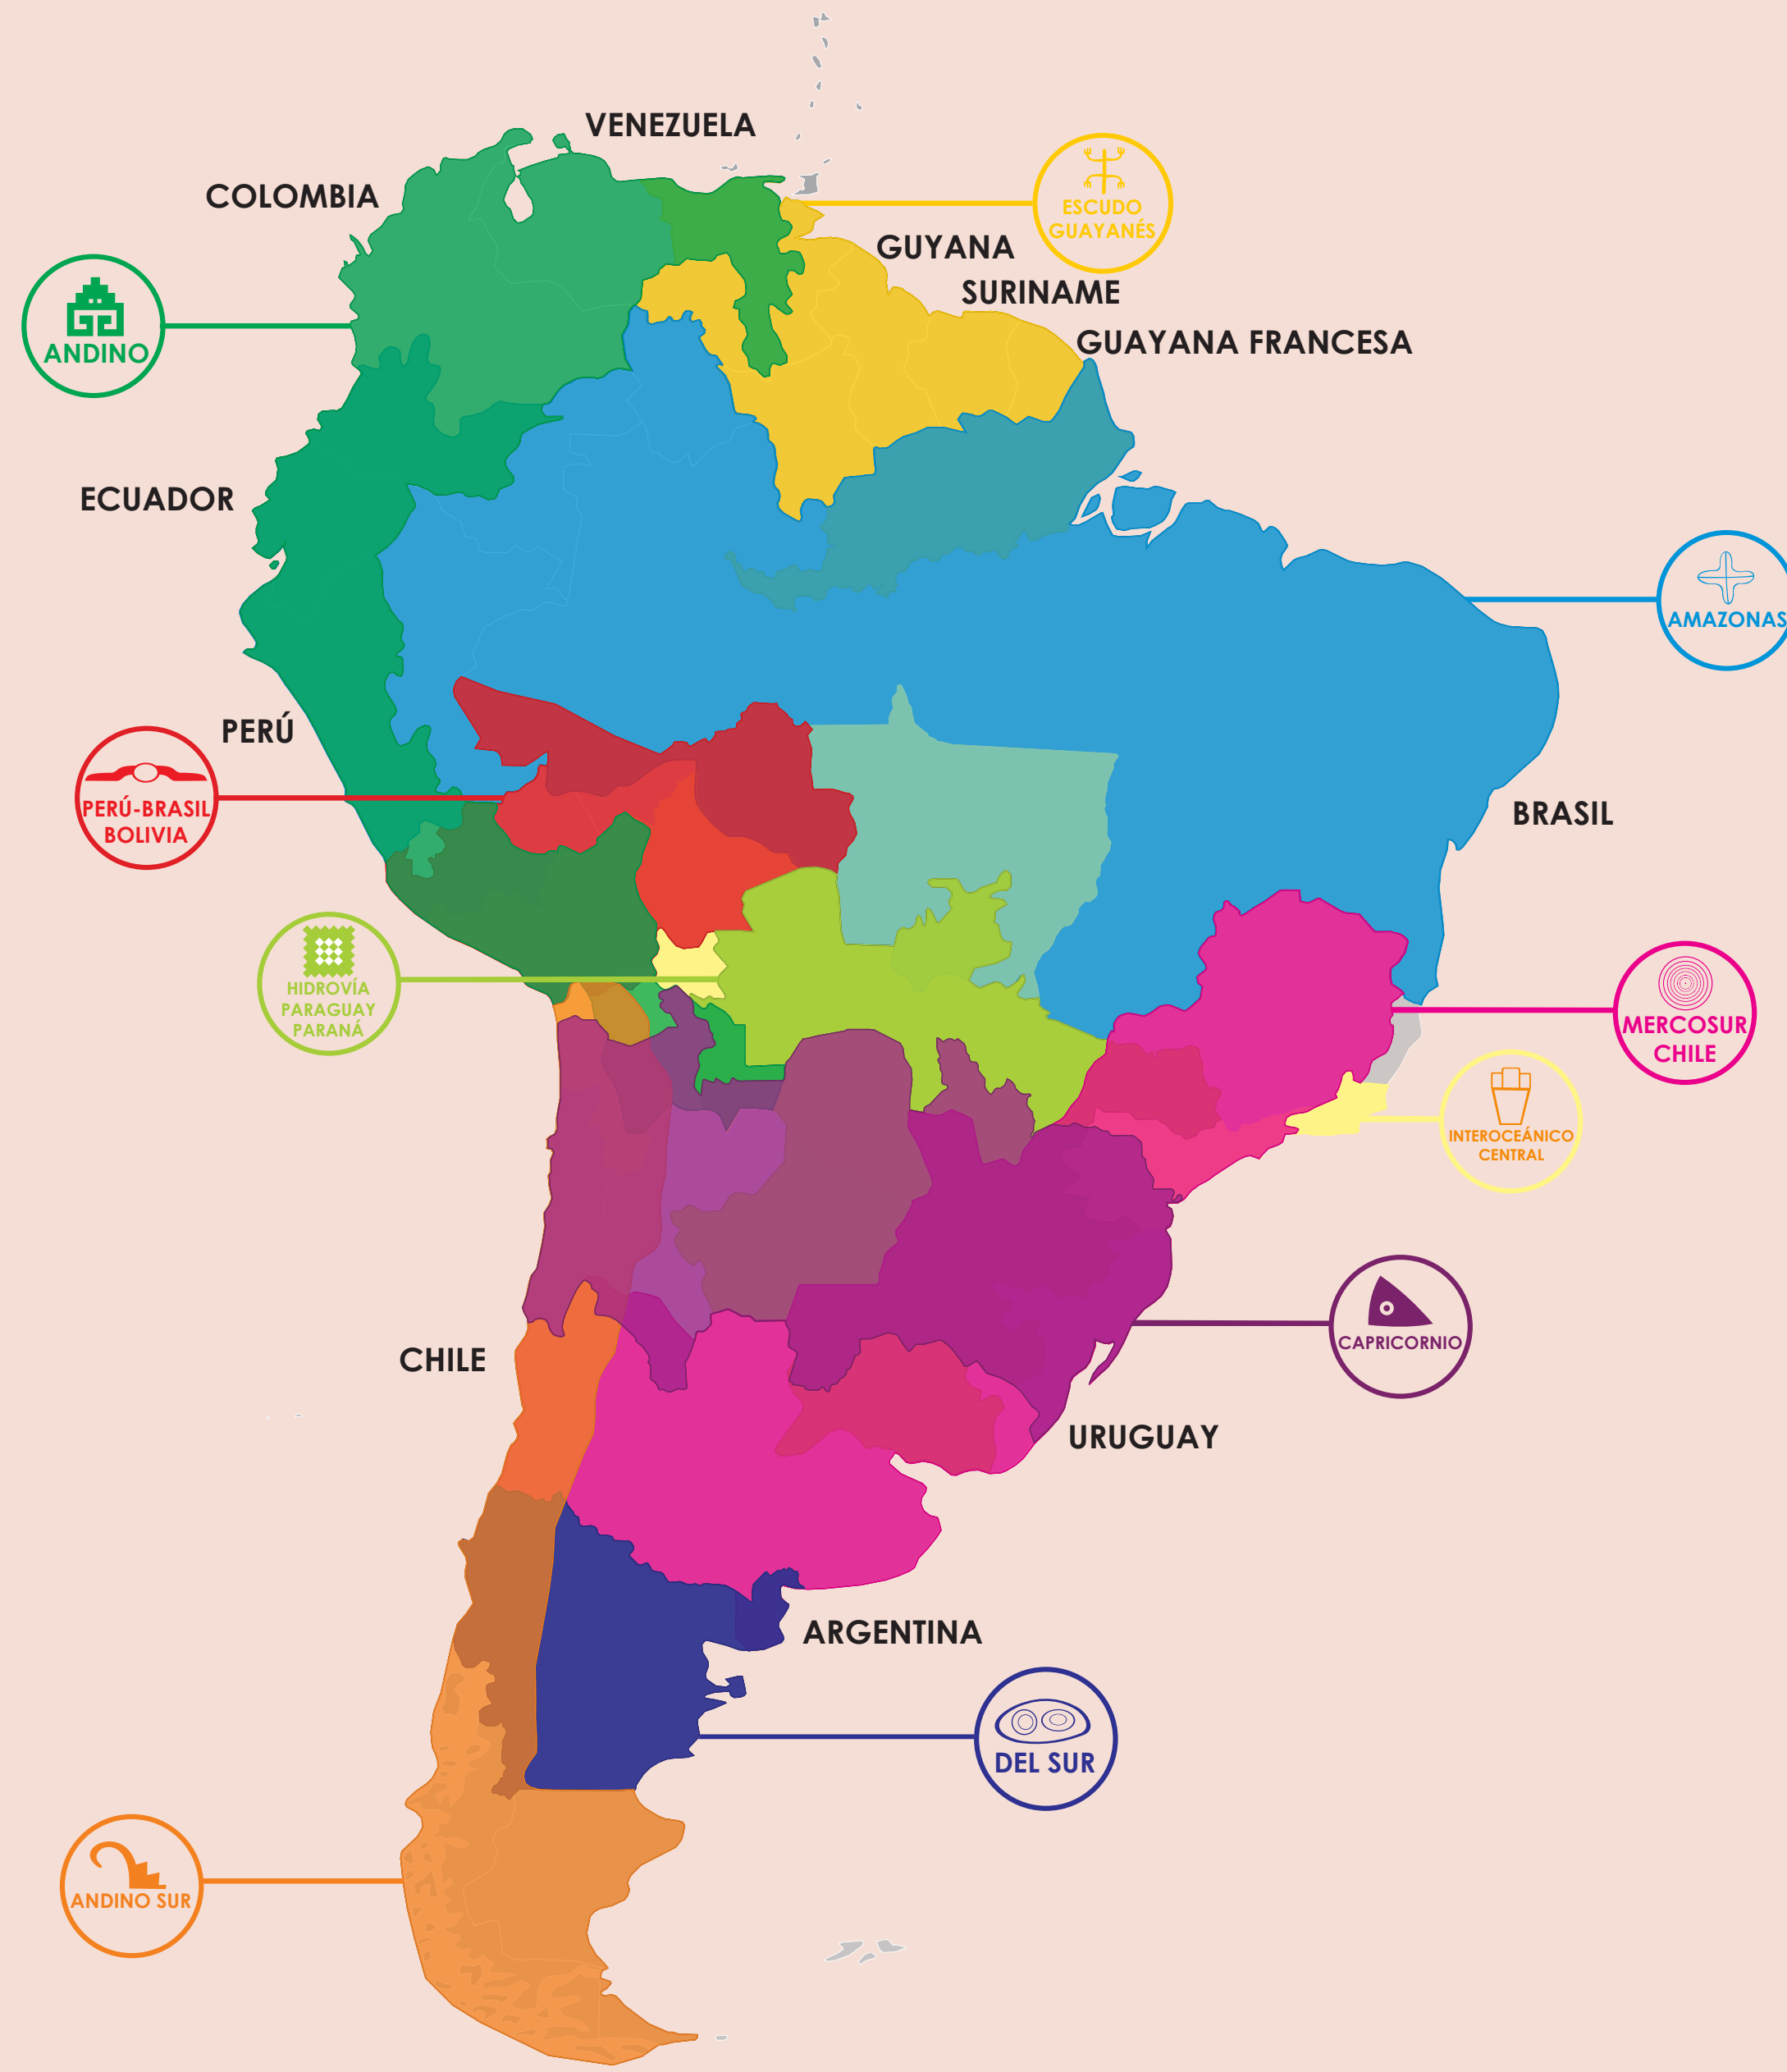 VENEZUELA
COLOMBIA
ESCUDO
GUAYANÉS
GUYANA
SURINAME
GUAYANA FRANCESA
ANDINO
ECUADOR
AMAZONAS
PERÚ
PERÚ-BRASIL
BOLIVIA
BRASIL
HIDROVÍA
PARAGUAY
PARANÁ
MERCOSUR
CHILE
INTEROCEÁNICO
CENTRAL
CHILE
CAPRICORNIO
URUGUAY
ARGENTINA
DEL SUR
ANDINO SUR